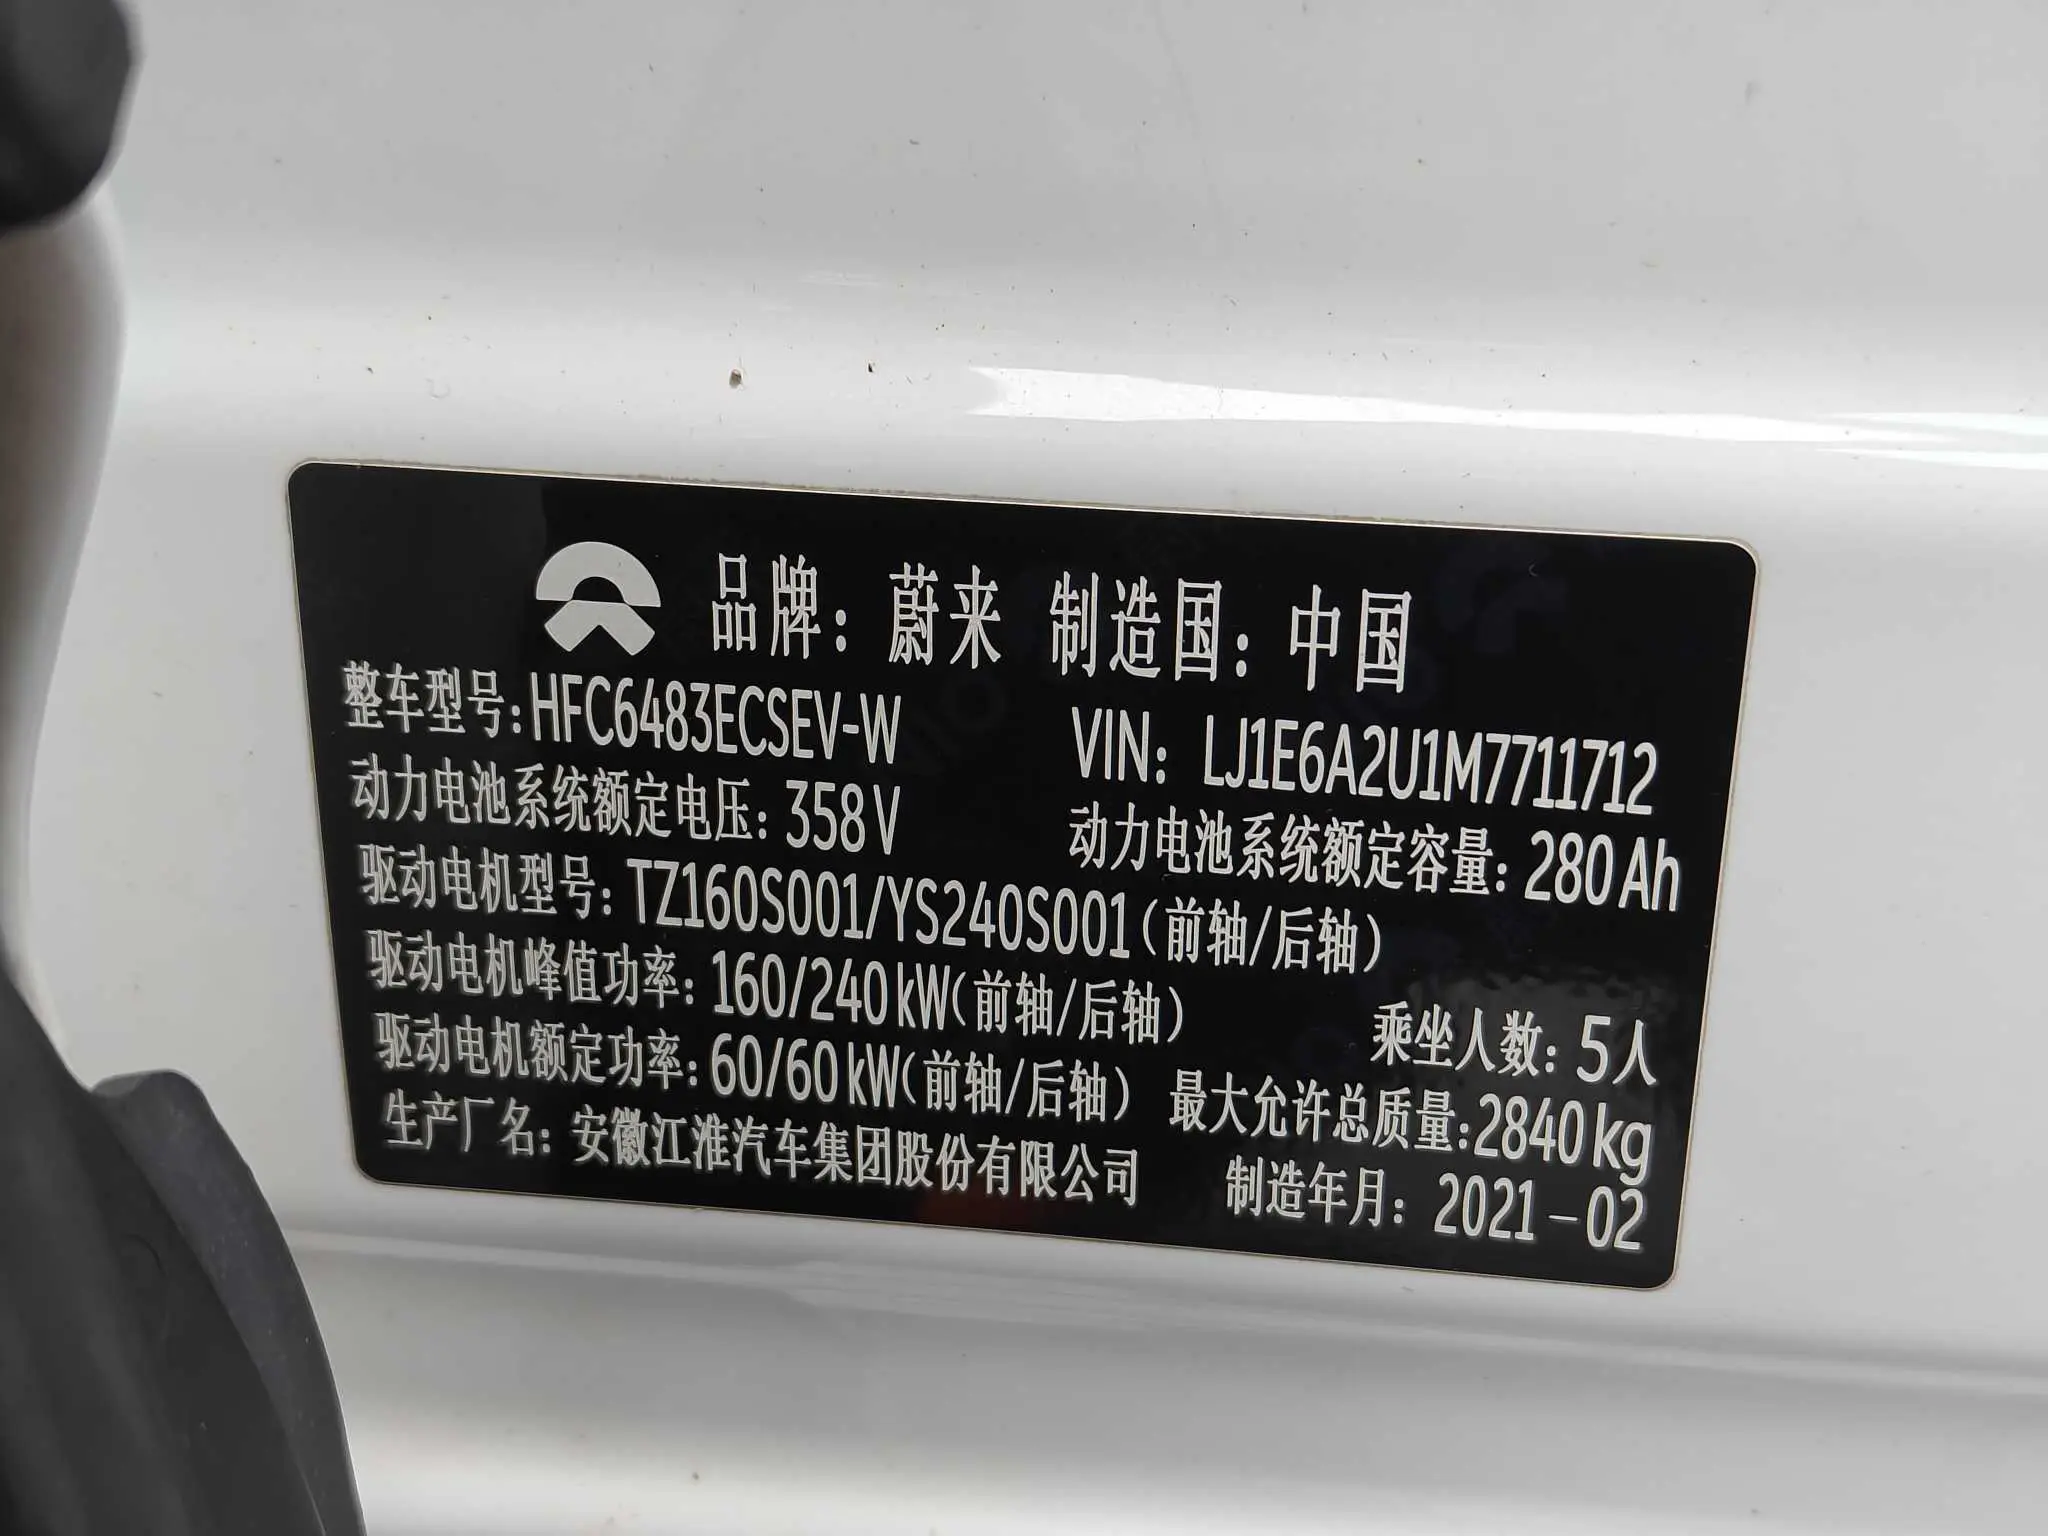 品牌：蔚来 制造国：中国
整车型号：HFC6483ECSEV-W VIN：LJ1E6A2U1M7711712
动力电池系统额定电压：358V 动力电池系统额定容量：280Ah
驱动电机型号：TZ160S001/YS240S001(前轴/后轴)
驱动电机峰值功率：160/240kW(前轴/后轴) 乘坐人数：5人
驱动电机额定功率：60/60kW(前轴/后轴) 最大允许总质量：2840kg
生产厂名：安徽江淮汽车集团股份有限公司 制造年月：2021-02